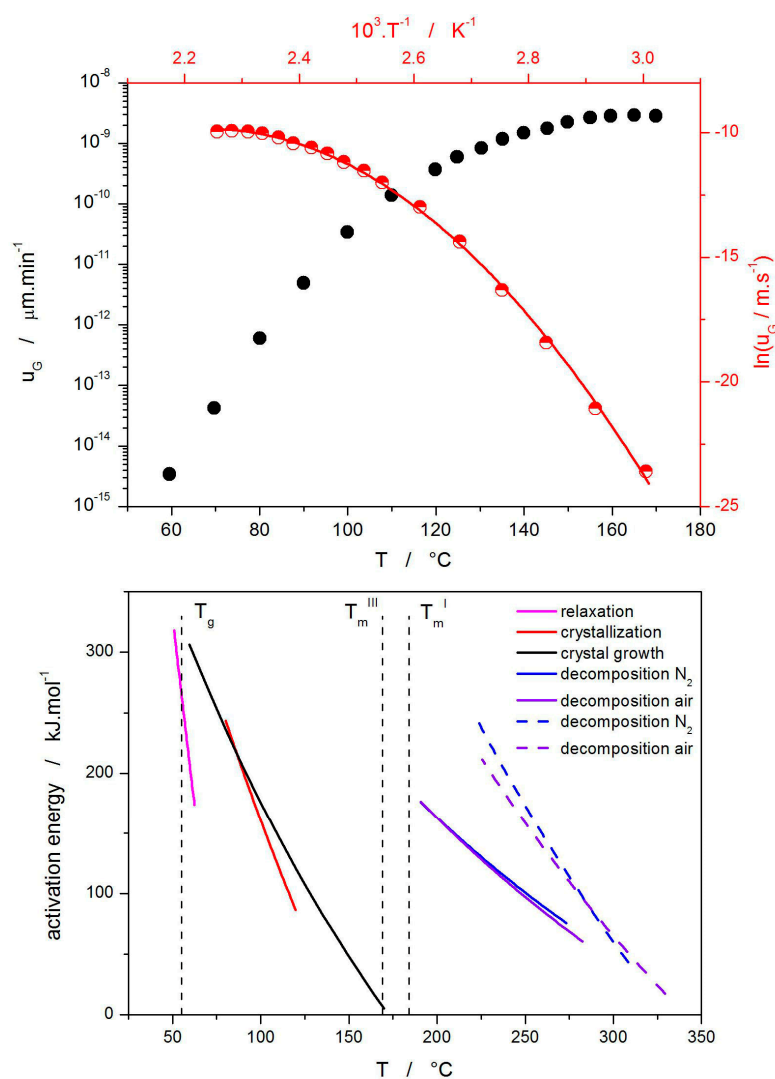 10³.T⁻¹ / K⁻¹
2.2 2.4 2.6 2.8 3.0
10⁻⁸
10⁻⁹
10⁻¹⁰
10⁻¹¹
10⁻¹²
10⁻¹³
10⁻¹⁴
10⁻¹⁵
u_G / μm.min⁻¹
-10
-15
-20
-25
ln(u_G / m.s⁻¹)
60 80 100 120 140 160 180
T / °C
T_g T_m^III T_m^I
relaxation
crystallization
crystal growth
decomposition N₂
decomposition air
decomposition N₂
decomposition air
300
200
100
0
activation energy / kJ.mol⁻¹
50 100 150 200 250 300 350
T / °C